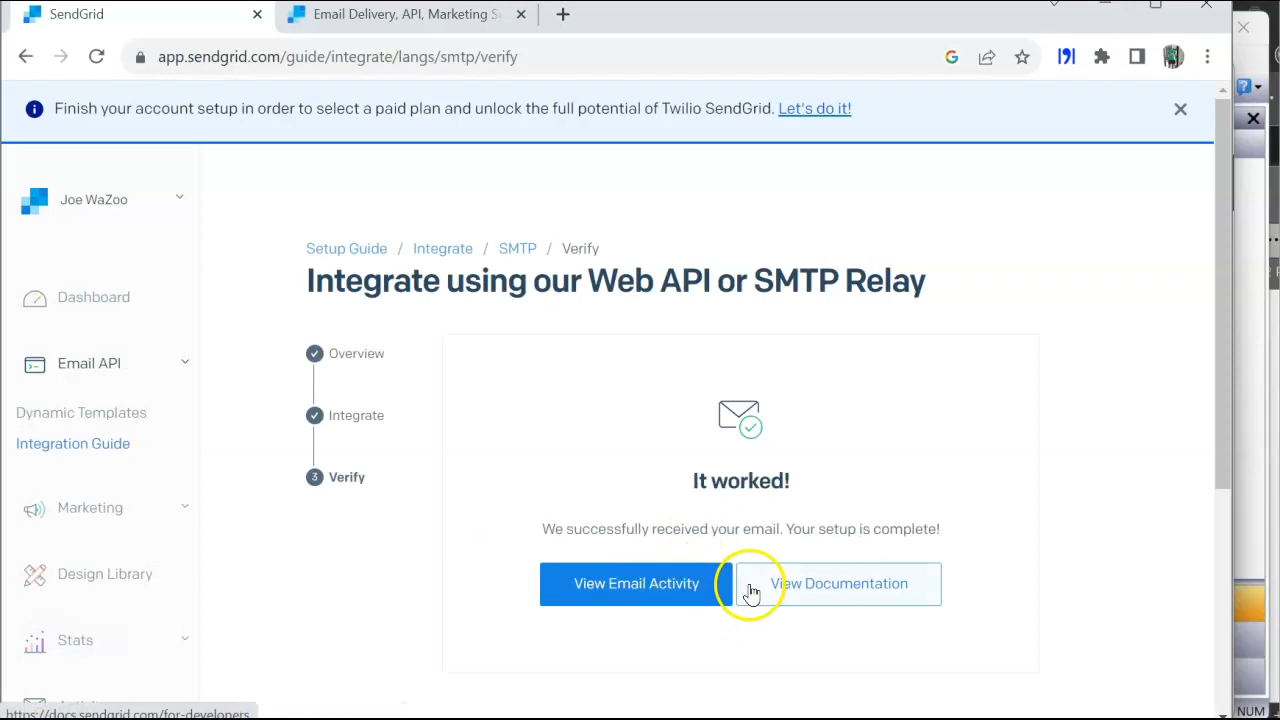 SendGrid
Email Delivery, API, Marketing S
app.sendgrid.com/guide/integrate/langs/smtp/verify
Finish your account setup in order to select a paid plan and unlock the full potential of Twilio SendGrid. Let's do it!
Joe WaZoo
Setup Guide / Integrate / SMTP / Verify
Integrate using our Web API or SMTP Relay
Dashboard
Email API
Dynamic Templates
Integration Guide
Marketing
Design Library
Stats
Overview
Integrate
3 Verify
It worked!
We successfully received your email. Your setup is complete!
View Email Activity
View Documentation
https://docs.sendgrid.com/for-developers
NUM